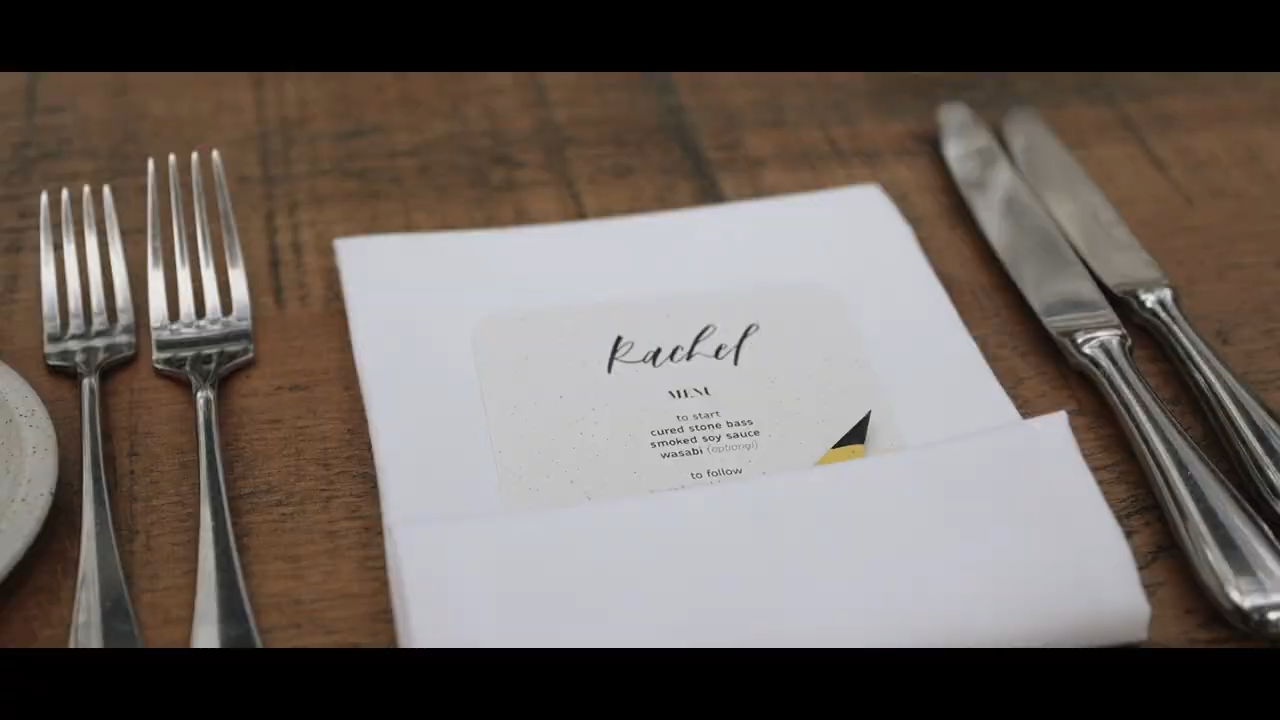 Rachel
MENU
to start
cured stone bass
smoked soy sauce
wasabi (optional)
to follow